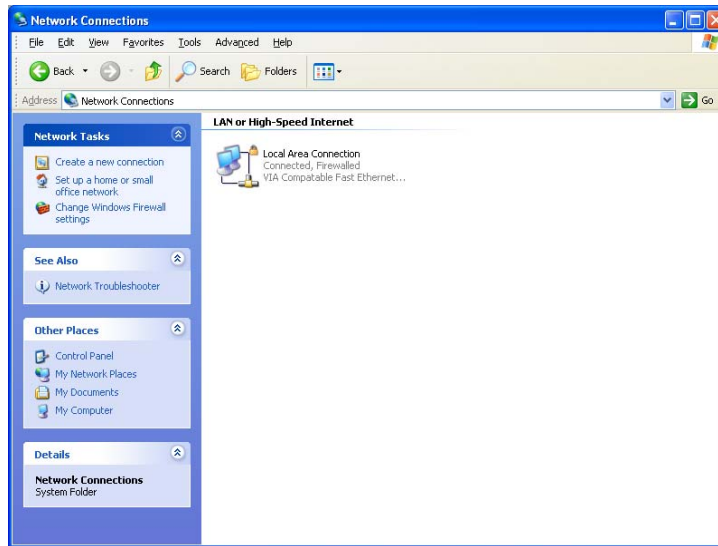 Network Connections
File Edit View Favorites Tools Advanced Help
Back Search Folders
Address Network Connections Go
Network Tasks
Create a new connection
Set up a home or small
office network
Change Windows Firewall
settings
See Also
Network Troubleshooter
Other Places
Control Panel
My Network Places
My Documents
My Computer
Details
Network Connections
System Folder
LAN or High-Speed Internet
Local Area Connection
Connected, Firewalled
VIA Compatable Fast Ethernet...